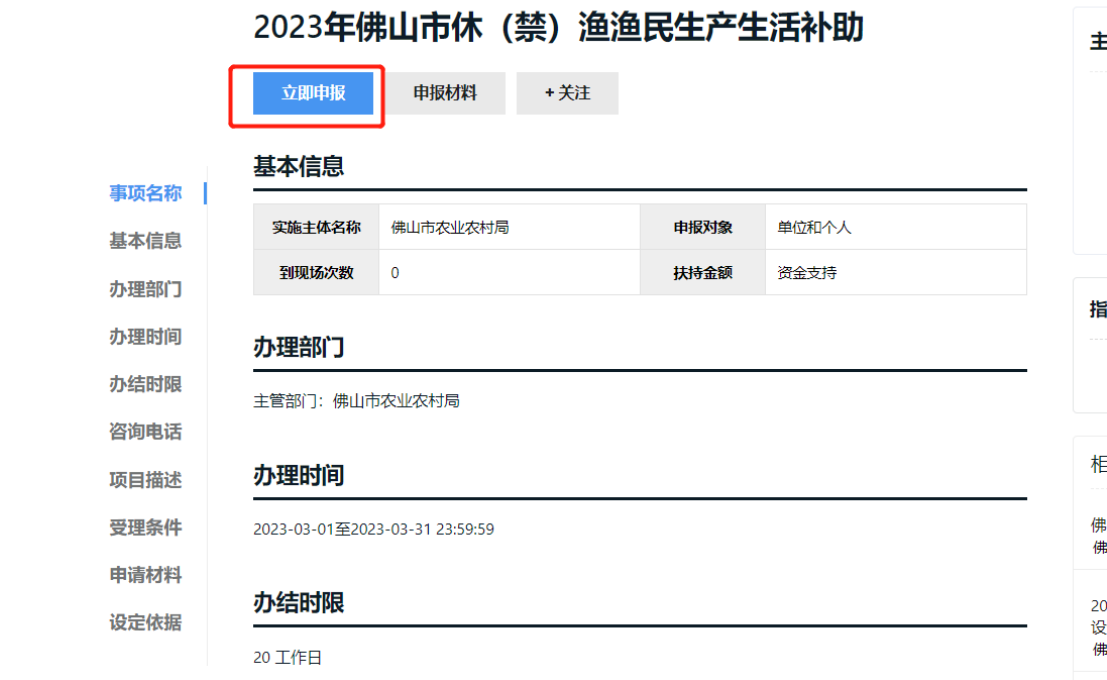 2023年佛山市休（禁）渔渔民生产生活补助
立即申报
申报材料
+ 关注
事项名称
基本信息
办理部门
办理时间
办结时限
咨询电话
项目描述
受理条件
申请材料
设定依据
基本信息
实施主体名称 佛山市农业农村局 申报对象 单位和个人
到现场次数 0 扶持金额 资金支持
办理部门
主管部门：佛山市农业农村局
办理时间
2023-03-01至2023-03-31 23:59:59
办结时限
20 工作日
主
指
相
佛
佛
20
设
佛